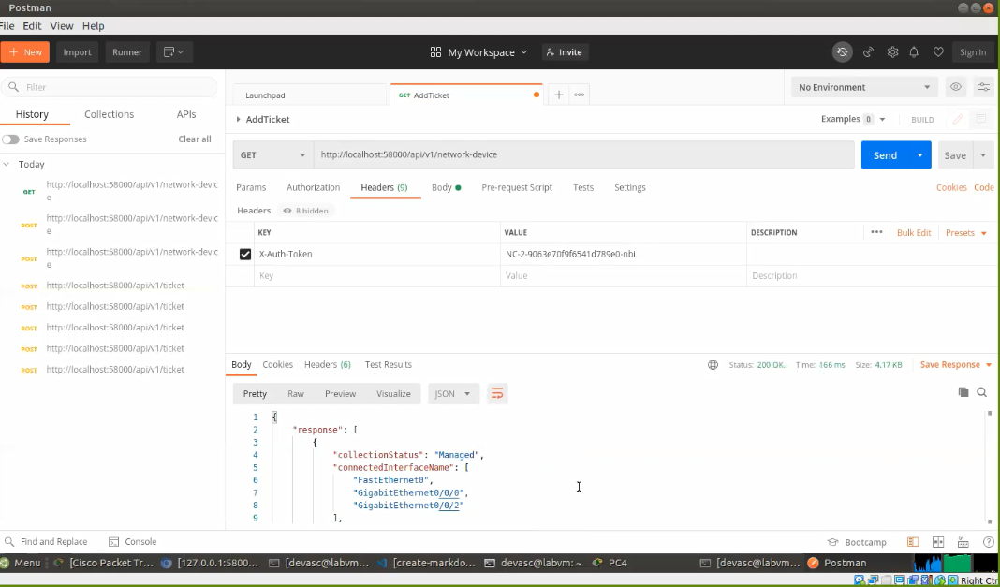 Postman
File Edit View Help
+ New Import Runner My Workspace Invite Sign In
Filter
History Collections APIs
Save Responses Clear all
Today
GET http://localhost:58000/api/v1/network-devic
e
POST http://localhost:58000/api/v1/network-devic
e
POST http://localhost:58000/api/v1/network-devic
e
POST http://localhost:58000/api/v1/ticket
POST http://localhost:58000/api/v1/ticket
POST http://localhost:58000/api/v1/ticket
POST http://localhost:58000/api/v1/ticket
POST http://localhost:58000/api/v1/ticket
Launchpad GET AddTicket No Environment
AddTicket Examples 0 BUILD
GET http://localhost:58000/api/v1/network-device Send Save
Params Authorization Headers (9) Body Pre-request Script Tests Settings Cookies Code
Headers 8 hidden
KEY VALUE DESCRIPTION Bulk Edit Presets
X-Auth-Token NC-2-9063e70f9f6541d789e0-nbi
Key Value Description
Body Cookies Headers (6) Test Results Status: 200 OK Time: 166 ms Size: 4.17 KB Save Response
Pretty Raw Preview Visualize JSON
1 {
2 "response": [
3 {
4 "collectionStatus": "Managed",
5 "connectedInterfaceName": [
6 "FastEthernet0",
7 "GigabitEthernet0/0/0",
8 "GigabitEthernet0/0/2"
9 ],
Find and Replace Console Bootcamp
Menu [Cisco Packet Tr... [127.0.0.1:5800... [devasc@labvm... [create-markdo... devasc@labvm: ~ PC4 [devasc@labvm... Postman
Right Ctrl